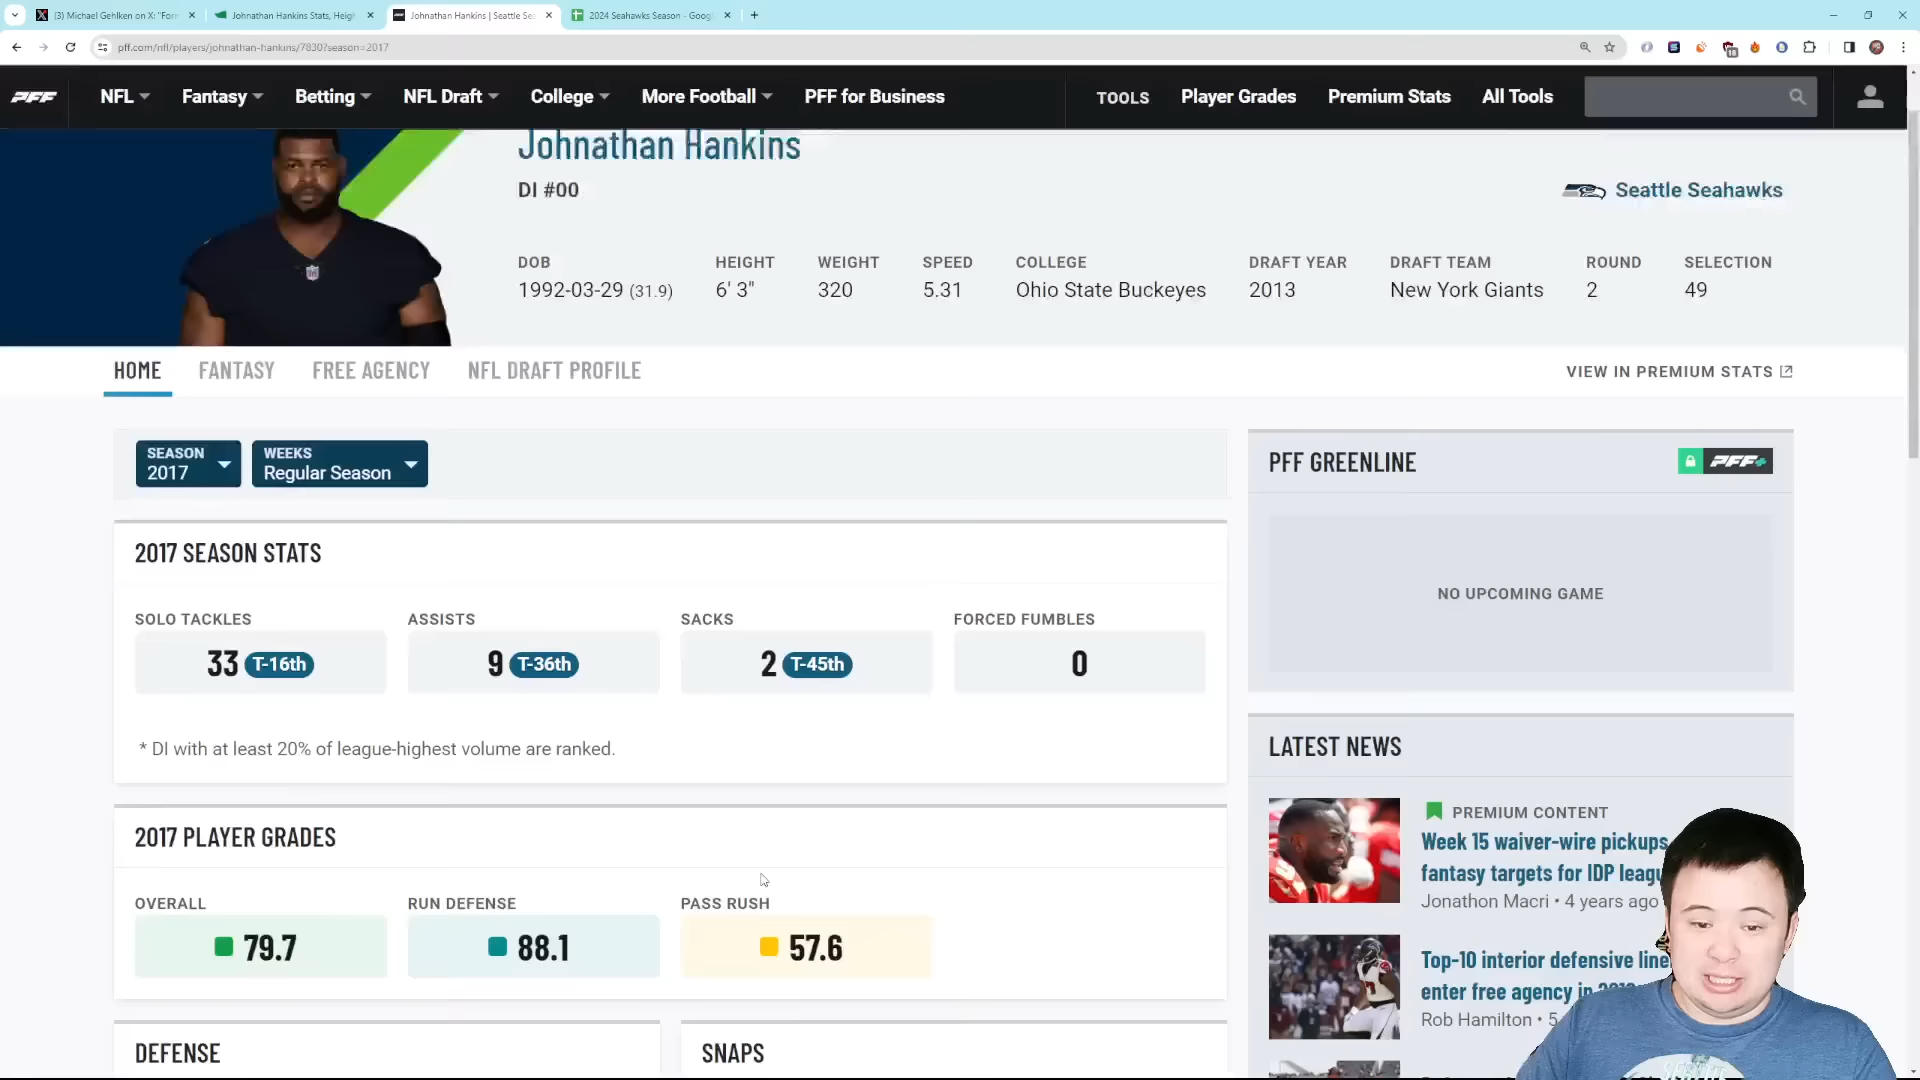 (3) Michael Gehlken on X: "Forr
Johnathan Hankins Stats, Heigh
Johnathan Hankins | Seattle Sea
2024 Seahawks Season - Googl
pff.com/nfl/players/johnathan-hankins/7830?season=2017
18
PFF
NFL
Fantasy
Betting
NFL Draft
College
More Football
PFF for Business
TOOLS
Player Grades
Premium Stats
All Tools
Johnathan Hankins
DI #00
Seattle Seahawks
DOB
HEIGHT
WEIGHT
SPEED
COLLEGE
DRAFT YEAR
DRAFT TEAM
ROUND
SELECTION
1992-03-29 (31.9)
6' 3"
320
5.31
Ohio State Buckeyes
2013
New York Giants
2
49
HOME
FANTASY
FREE AGENCY
NFL DRAFT PROFILE
VIEW IN PREMIUM STATS
SEASON
2017
WEEKS
Regular Season
2017 SEASON STATS
SOLO TACKLES
ASSISTS
SACKS
FORCED FUMBLES
33 T-16th
9 T-36th
2 T-45th
0
* DI with at least 20% of league-highest volume are ranked.
2017 PLAYER GRADES
OVERALL
RUN DEFENSE
PASS RUSH
79.7
88.1
57.6
DEFENSE
SNAPS
PFF GREENLINE
PFF+
NO UPCOMING GAME
LATEST NEWS
PREMIUM CONTENT
Week 15 waiver-wire pickups,
fantasy targets for IDP leagu
Jonathon Macri • 4 years ago
Top-10 interior defensive line
enter free agency in
Rob Hamilton • 5